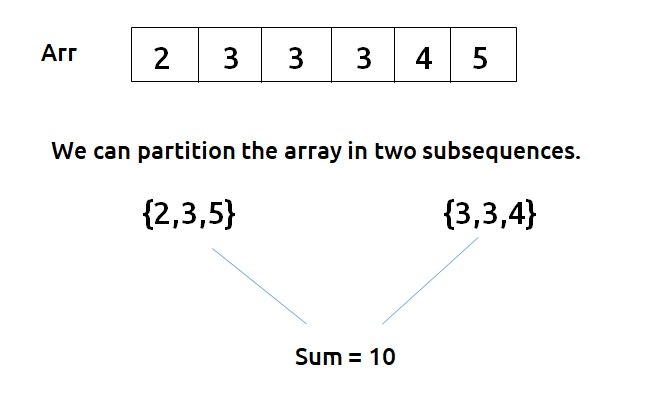 Arr 2 3 3 3 4 5
We can partition the array in two subsequences.
{2,3,5} {3,3,4}
Sum = 10